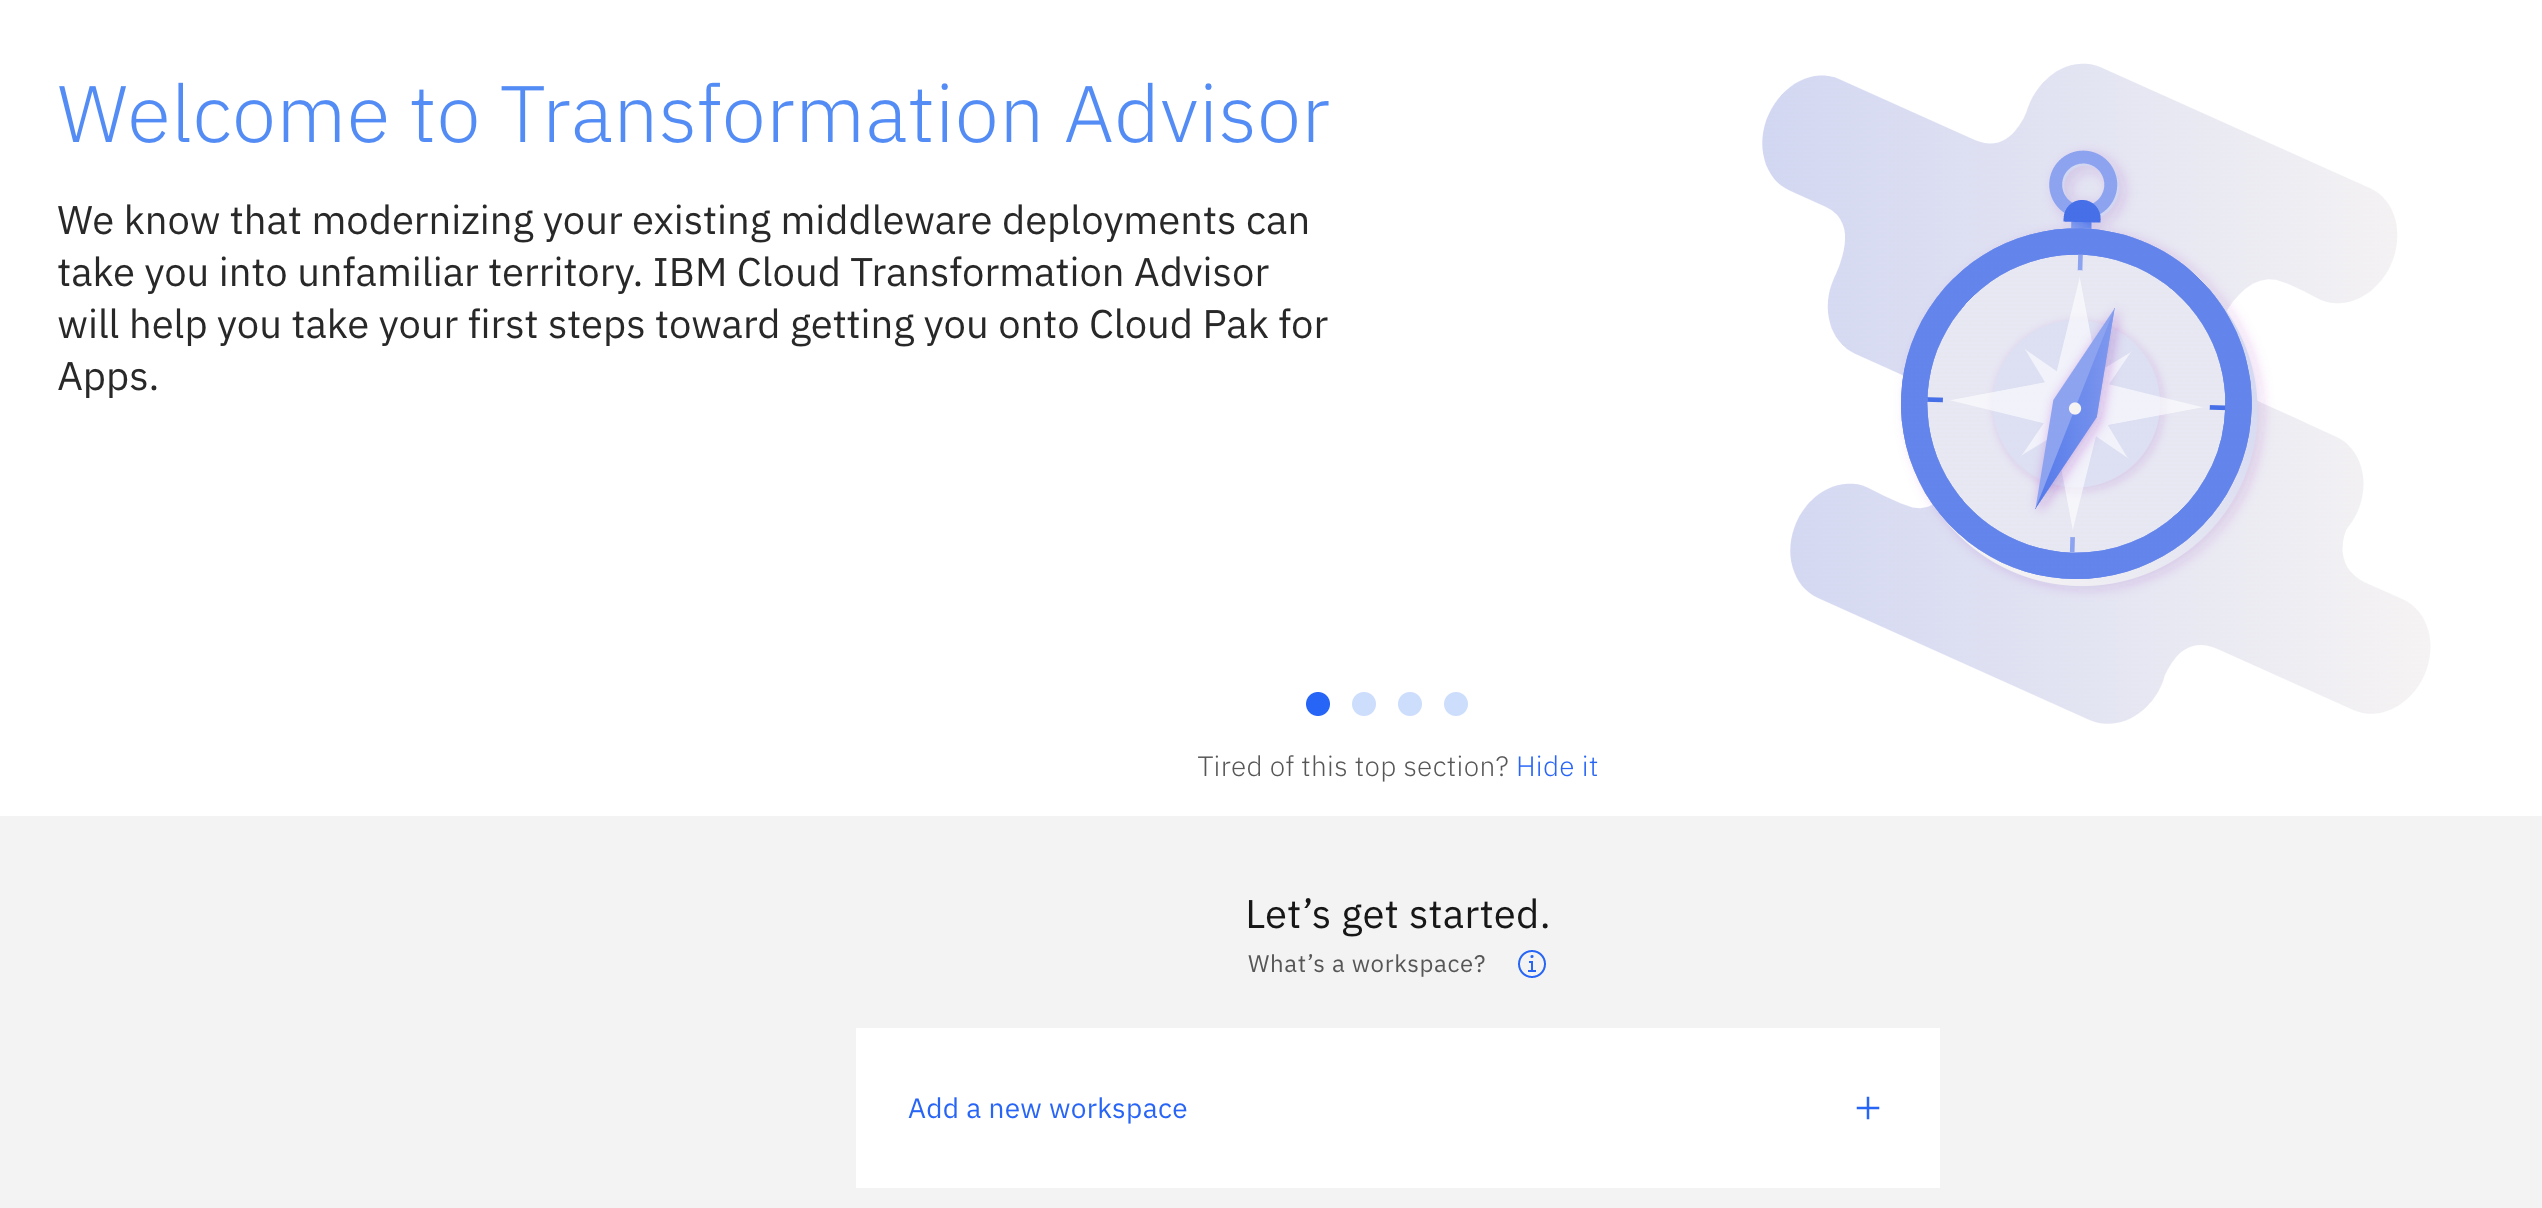 Welcome to Transformation Advisor
We know that modernizing your existing middleware deployments can
take you into unfamiliar territory. IBM Cloud Transformation Advisor
will help you take your first steps toward getting you onto Cloud Pak for
Apps.
Tired of this top section? Hide it
Let’s get started.
What’s a workspace?
Add a new workspace